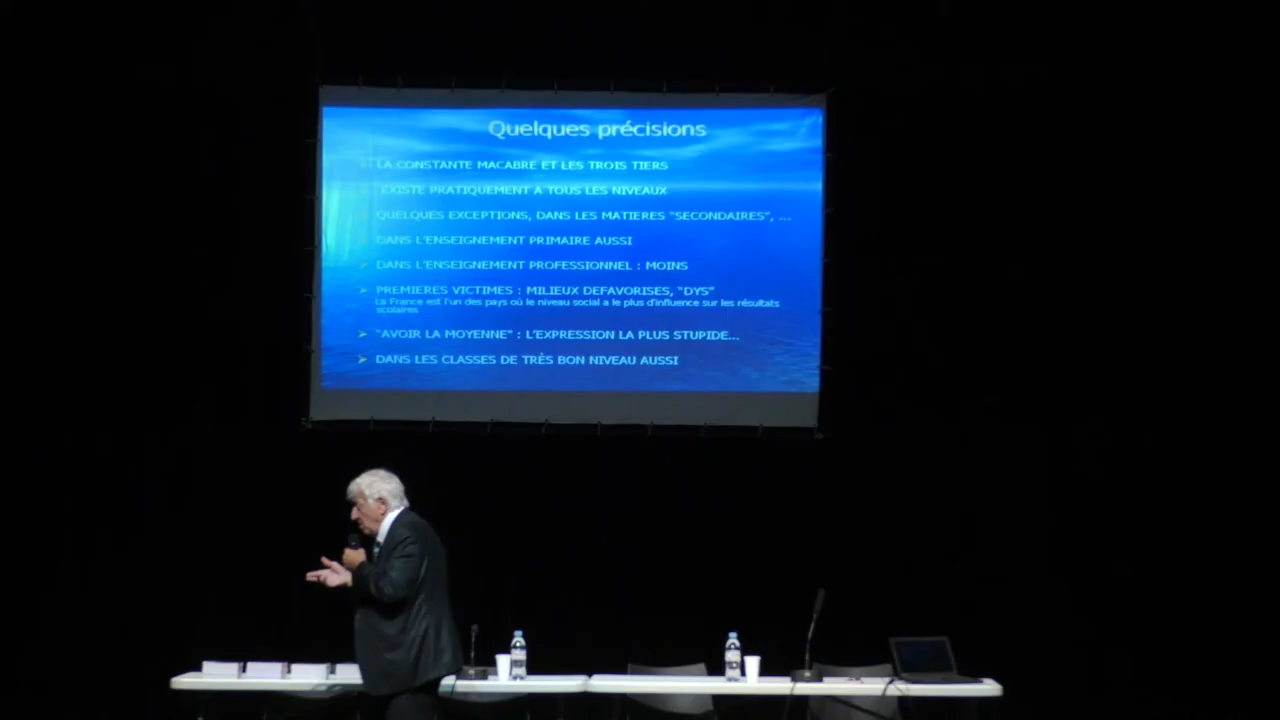 Quelques précisions
LA CONSTANTE MACABRE ET LES TROIS TIERS
EXISTE PRATIQUEMENT A TOUS LES NIVEAUX
QUELQUES EXCEPTIONS, DANS LES MATIERES "SECONDAIRES", ...
DANS L'ENSEIGNEMENT PRIMAIRE AUSSI
DANS L'ENSEIGNEMENT PROFESSIONNEL : MOINS
PREMIERES VICTIMES : MILIEUX DEFAVORISES, "DYS"
La France est l'un des pays où le niveau social a le plus d'influence sur les résultats
scolaires
"AVOIR LA MOYENNE" : L'EXPRESSION LA PLUS STUPIDE...
DANS LES CLASSES DE TRÈS BON NIVEAU AUSSI